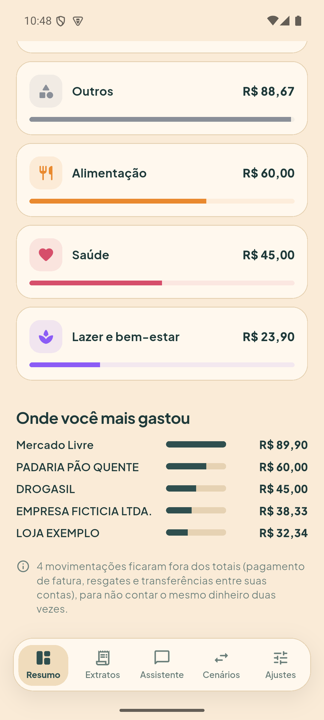 10:48
Outros
R$ 88,67
Alimentação
R$ 60,00
Saúde
R$ 45,00
Lazer e bem-estar
R$ 23,90
Onde você mais gastou
Mercado Livre R$ 89,90
PADARIA PÃO QUENTE R$ 60,00
DROGASIL R$ 45,00
EMPRESA FICTICIA LTDA. R$ 38,33
LOJA EXEMPLO R$ 32,34
4 movimentações ficaram fora dos totais (pagamento
de fatura, resgates e transferências entre suas
contas), para não contar o mesmo dinheiro duas
vezes.
Resumo Extratos Assistente Cenários Ajustes